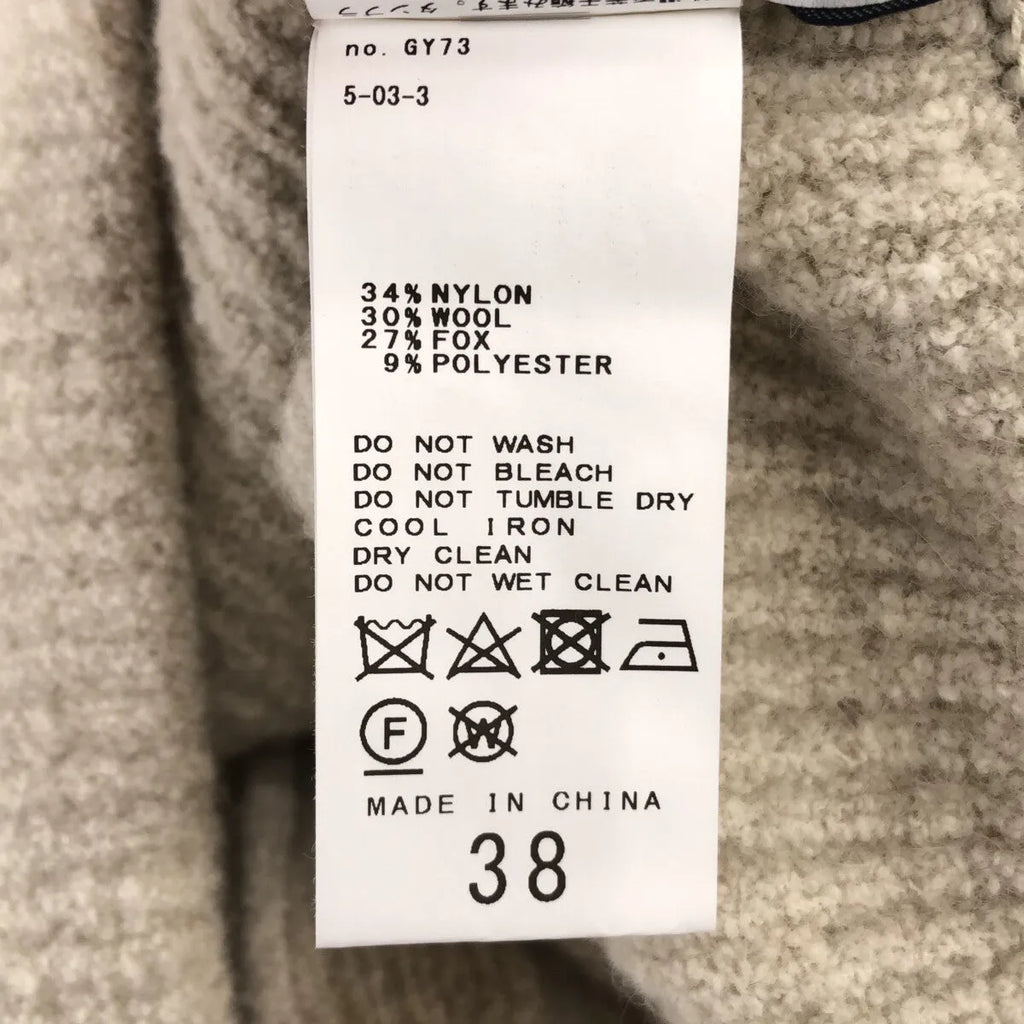 no. GY73
5-03-3
34% NYLON
30% WOOL
27% FOX
9% POLYESTER
DO NOT WASH
DO NOT BLEACH
DO NOT TUMBLE DRY
COOL IRON
DRY CLEAN
DO NOT WET CLEAN
F W
MADE IN CHINA
38